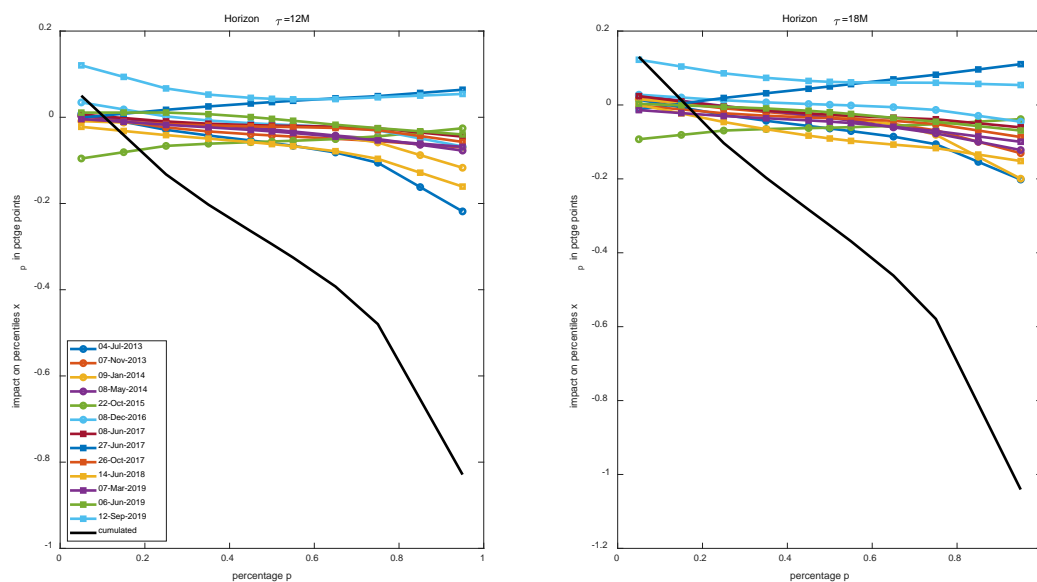 Horizon τ =12M
0.2
0
-0.2
-0.4
-0.6
-0.8
-1
impact on percentiles x p in pctge points
04-Jul-2013
07-Nov-2013
09-Jan-2014
08-May-2014
22-Oct-2015
08-Dec-2016
08-Jun-2017
27-Jun-2017
26-Oct-2017
14-Jun-2018
07-Mar-2019
06-Jun-2019
12-Sep-2019
cumulated
0 0.2 0.4 0.6 0.8 1
percentage p
Horizon τ =18M
0.2
0
-0.2
-0.4
-0.6
-0.8
-1
-1.2
impact on percentiles x p in pctge points
0 0.2 0.4 0.6 0.8
percentage p